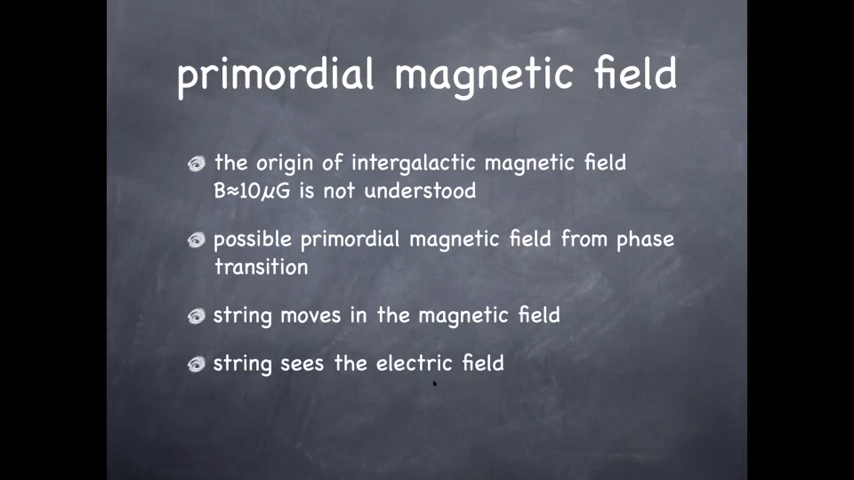 primordial magnetic field
the origin of intergalactic magnetic field
B≈10μG is not understood
possible primordial magnetic field from phase
transition
string moves in the magnetic field
string sees the electric field